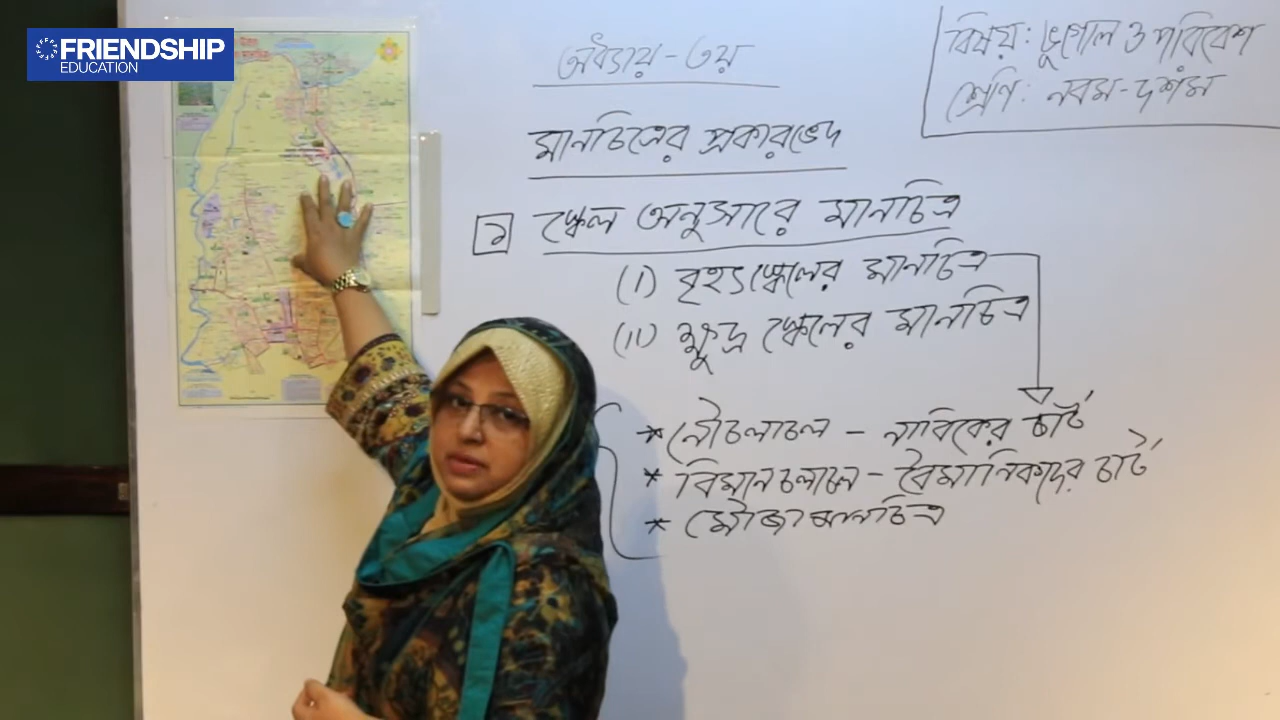 FRIENDSHIP
EDUCATION
বিষয়: ভূগোল ও পরিবেশ
শ্রেণি: নবম-দশম
অধ্যায়-৩য়
মানচিত্রের প্রকারভেদ
১ স্কেল অনুসারে মানচিত্র
(i) বৃহৎস্কেলের মানচিত্র
(ii) ক্ষুদ্র স্কেলের মানচিত্র
* নৌচলাচল - নাবিকের চার্ট
* বিমান চলাচল - বৈমানিকদের চার্ট
* মৌজা মানচিত্র